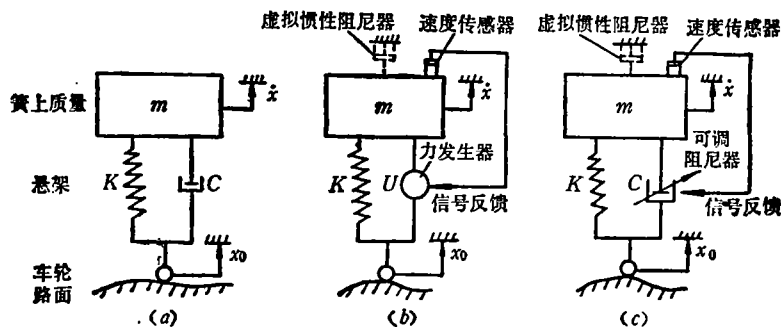 虚拟惯性阻尼器
速度传感器
虚拟惯性阻尼器
速度传感器
簧上质量
m
ẋ
m
ẋ
m
ẋ
悬架
K
C
K
U
力发生器
信号反馈
K
C
可调
阻尼器
信号反馈
车轮
路面
x₀
x₀
x₀
(a)
(b)
(c)